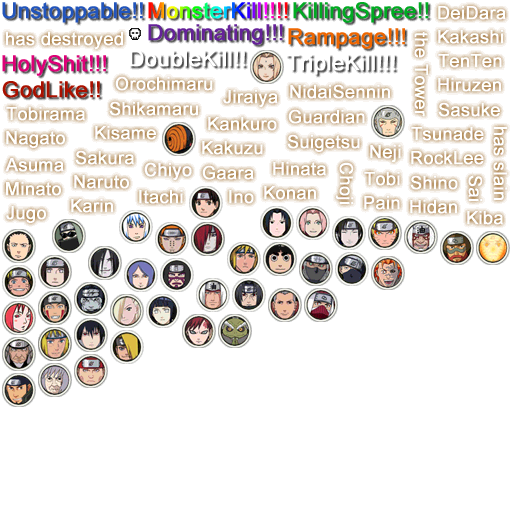 Unstoppable!! MonsterKill!!!! KillingSpree!! DeiDara
has destroyed Dominating!!! Rampage!!! Kakashi
the Tower
HolyShit!!! DoubleKill!! TripleKill!!! TenTen
GodLike!! Orochimaru Jiraiya NidaiSennin Hiruzen
Tobirama Shikamaru Kankuro Guardian Sasuke
Nagato Kisame Kakuzu Suigetsu Tsunade
has slain
Asuma Sakura Chiyo Gaara Hinata Neji RockLee
Choji
Minato Naruto Itachi Ino Konan Tobi Shino
Sai
Jugo Karin Pain Hidan Kiba